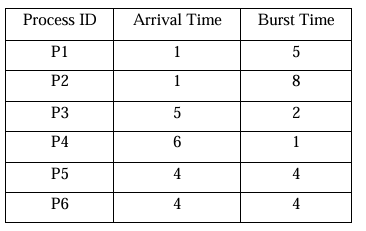 Process ID Arrival Time Burst Time
P1 1 5
P2 1 8
P3 5 2
P4 6 1
P5 4 4
P6 4 4